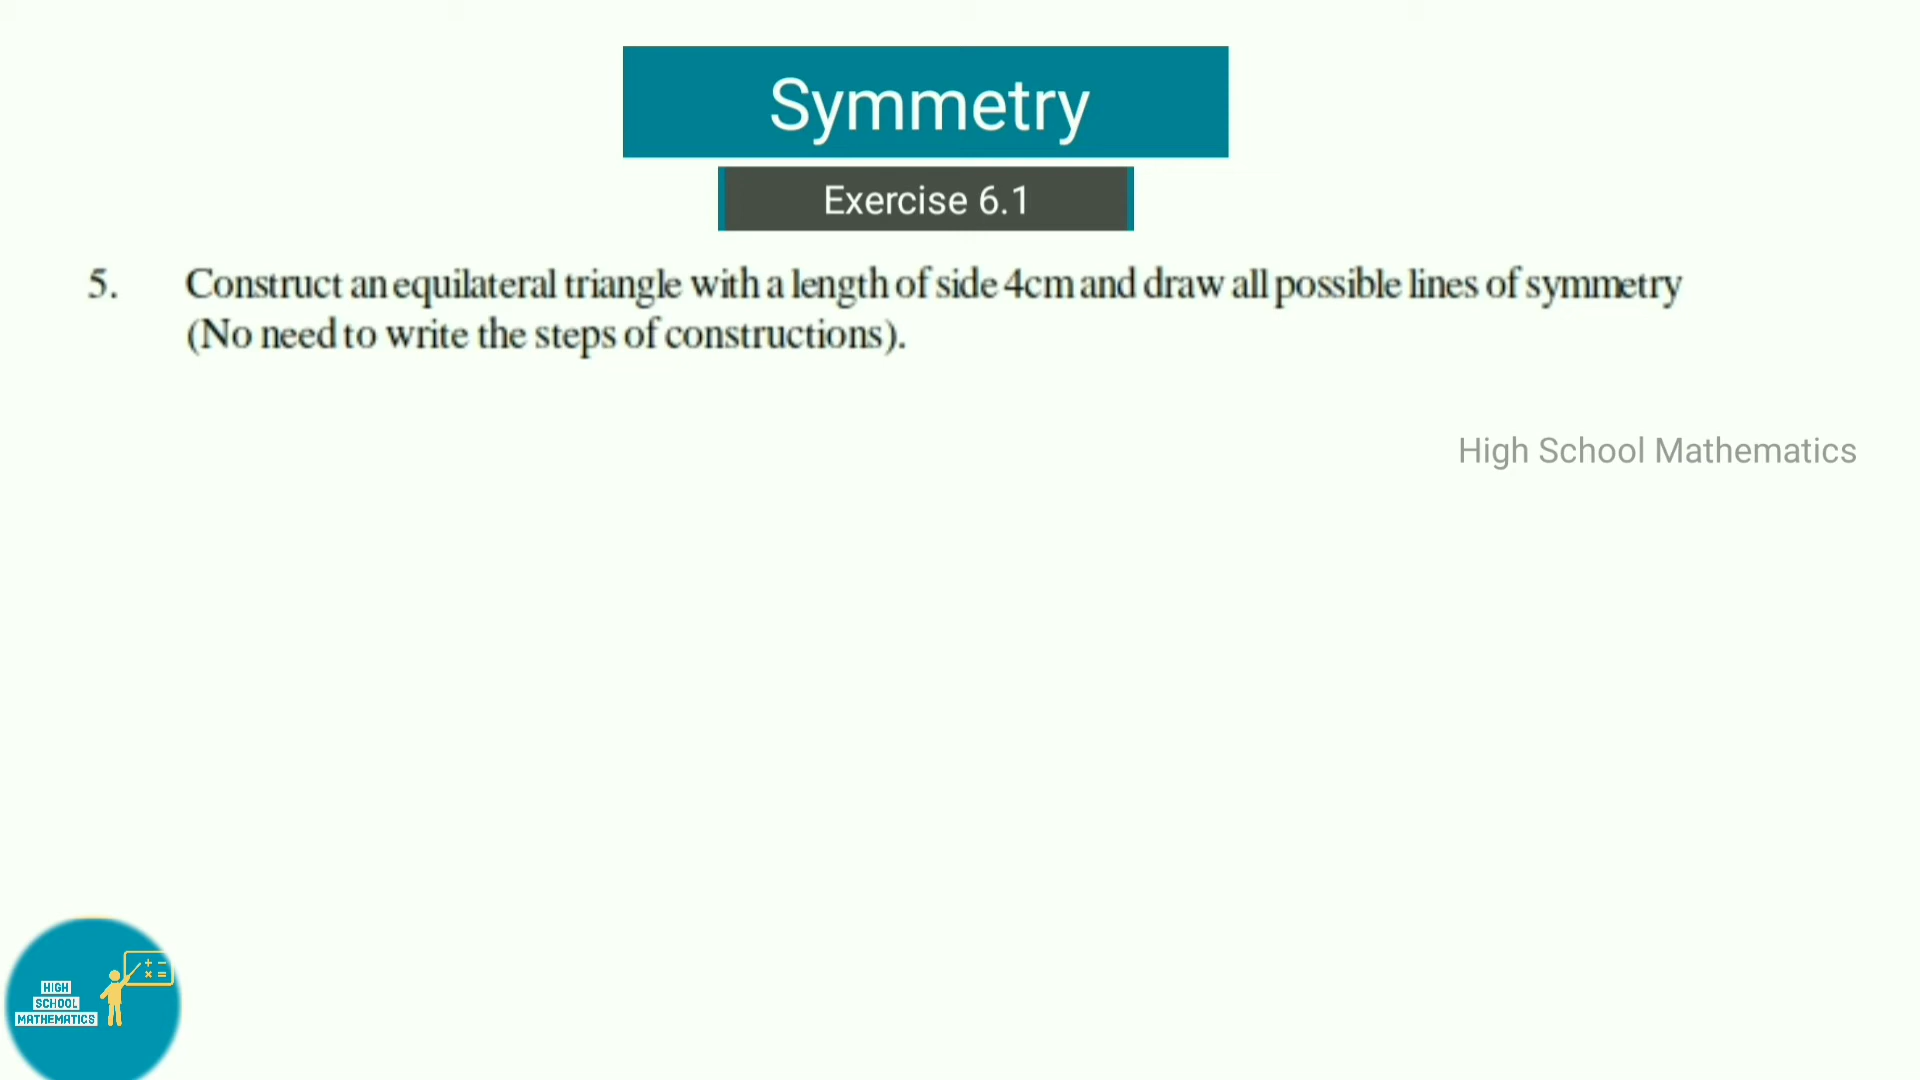 Symmetry
Exercise 6.1
5. Construct an equilateral triangle with a length of side 4cm and draw all possible lines of symmetry
(No need to write the steps of constructions).
High School Mathematics
+ −
× =
HIGH
SCHOOL
MATHEMATICS